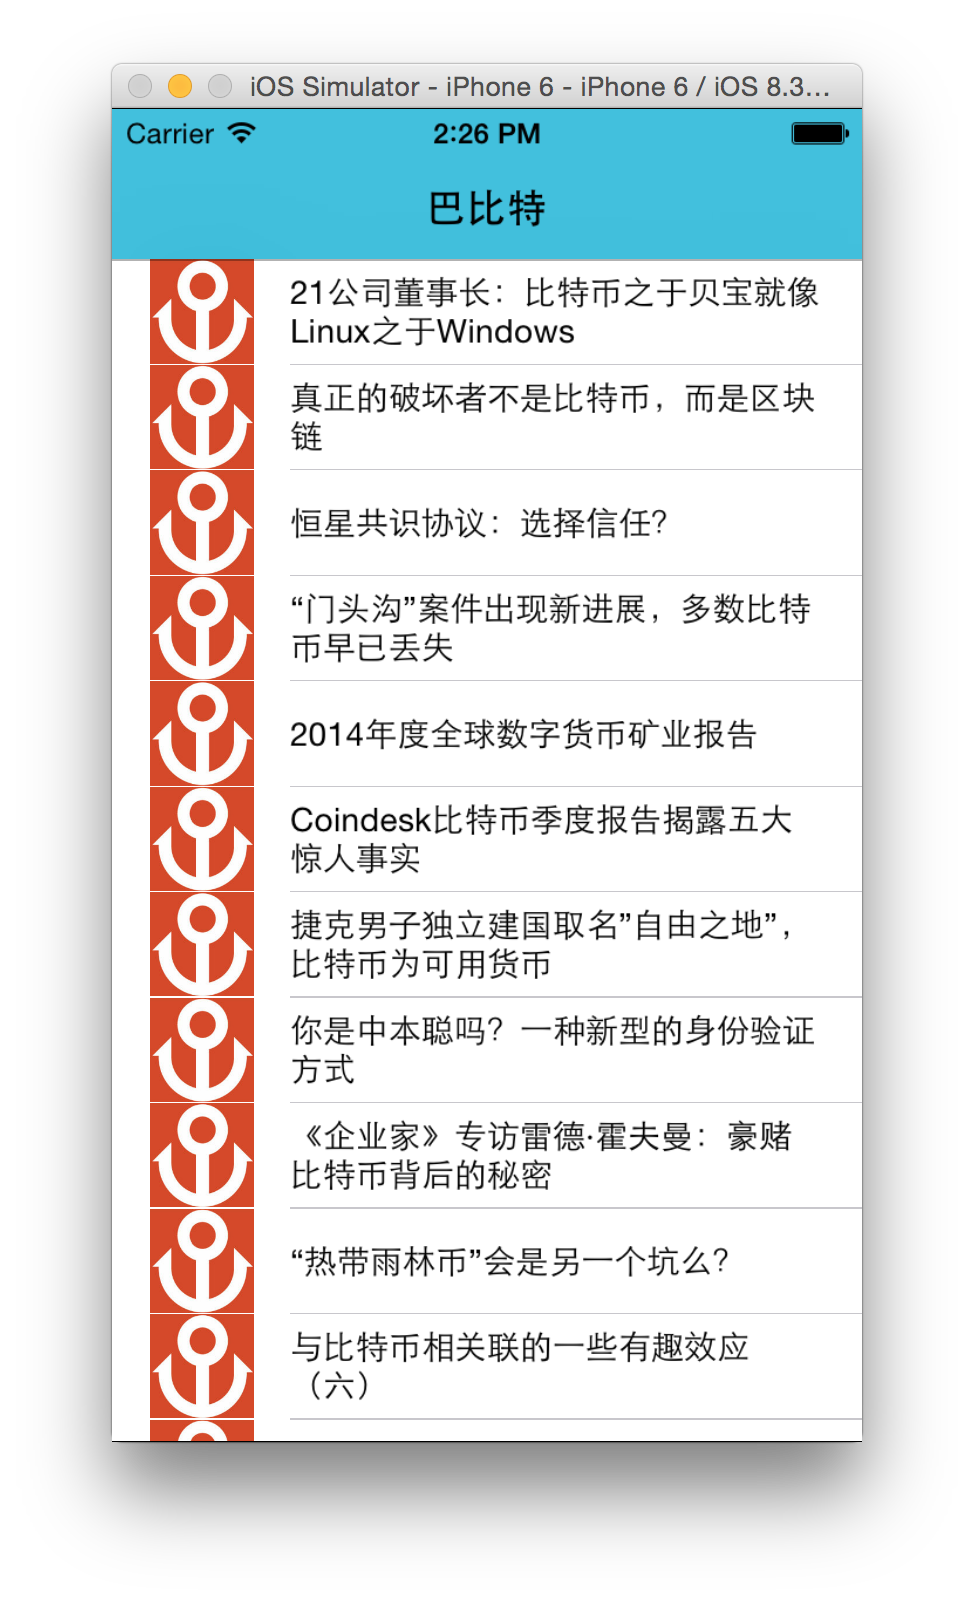 iOS Simulator - iPhone 6 - iPhone 6 / iOS 8.3...
Carrier 2:26 PM
巴比特
21公司董事长：比特币之于贝宝就像
Linux之于Windows
真正的破坏者不是比特币，而是区块
链
恒星共识协议：选择信任？
“门头沟”案件出现新进展，多数比特
币早已丢失
2014年度全球数字货币矿业报告
Coindesk比特币季度报告揭露五大
惊人事实
捷克男子独立建国取名”自由之地”，
比特币为可用货币
你是中本聪吗？一种新型的身份验证
方式
《企业家》专访雷德·霍夫曼：豪赌
比特币背后的秘密
“热带雨林币”会是另一个坑么？
与比特币相关联的一些有趣效应
（六）